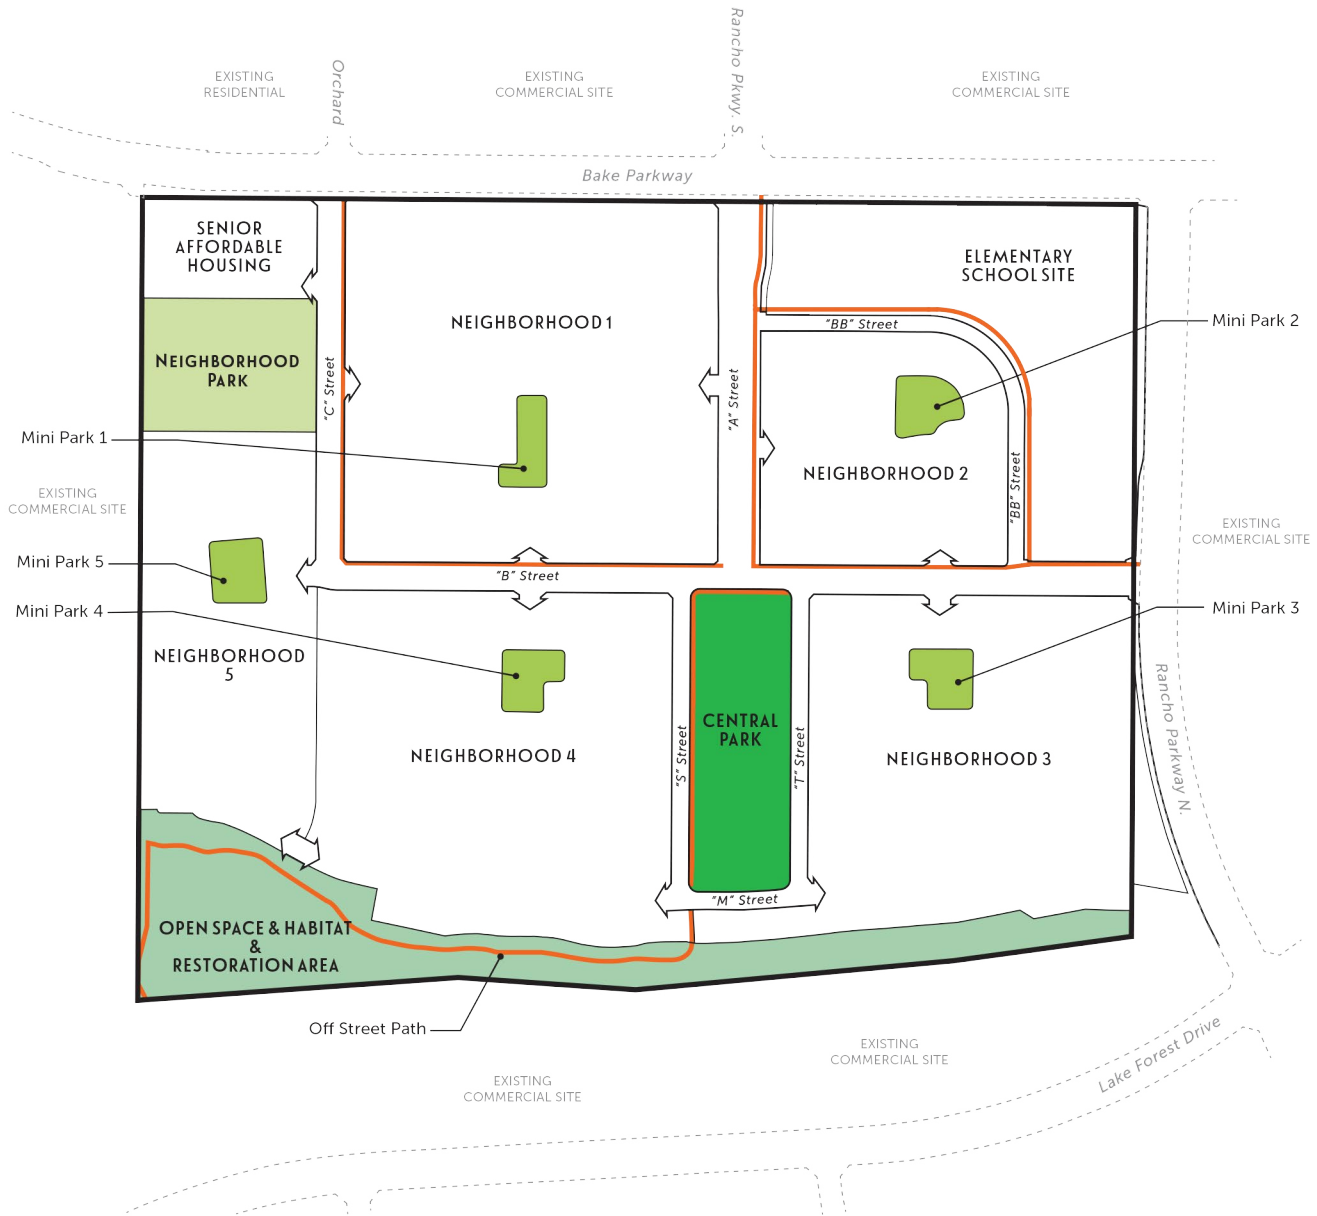 Rancho Pkwy. S.
Orchard
EXISTING
RESIDENTIAL
EXISTING
COMMERCIAL SITE
EXISTING
COMMERCIAL SITE
Bake Parkway
SENIOR
AFFORDABLE
HOUSING
ELEMENTARY
SCHOOL SITE
NEIGHBORHOOD 1
"BB" Street
Mini Park 2
NEIGHBORHOOD
PARK
"C" Street
"A" Street
Mini Park 1
NEIGHBORHOOD 2
"BB" Street
EXISTING
COMMERCIAL SITE
EXISTING
COMMERCIAL SITE
Mini Park 5
"B" Street
Mini Park 4
Mini Park 3
NEIGHBORHOOD
5
Rancho Parkway N.
CENTRAL
PARK
"S" Street
"T" Street
NEIGHBORHOOD 4
NEIGHBORHOOD 3
"M" Street
OPEN SPACE & HABITAT
&
RESTORATION AREA
Off Street Path
EXISTING
COMMERCIAL SITE
Lake Forest Drive
EXISTING
COMMERCIAL SITE